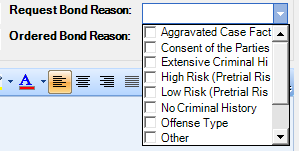 Request Bond Reason:
Ordered Bond Reason:
Aggravated Case Fact
Consent of the Parties
Extensive Criminal Hi
High Risk (Pretrial Ris
Low Risk (Pretrial Ris
No Criminal History
Offense Type
Other
A